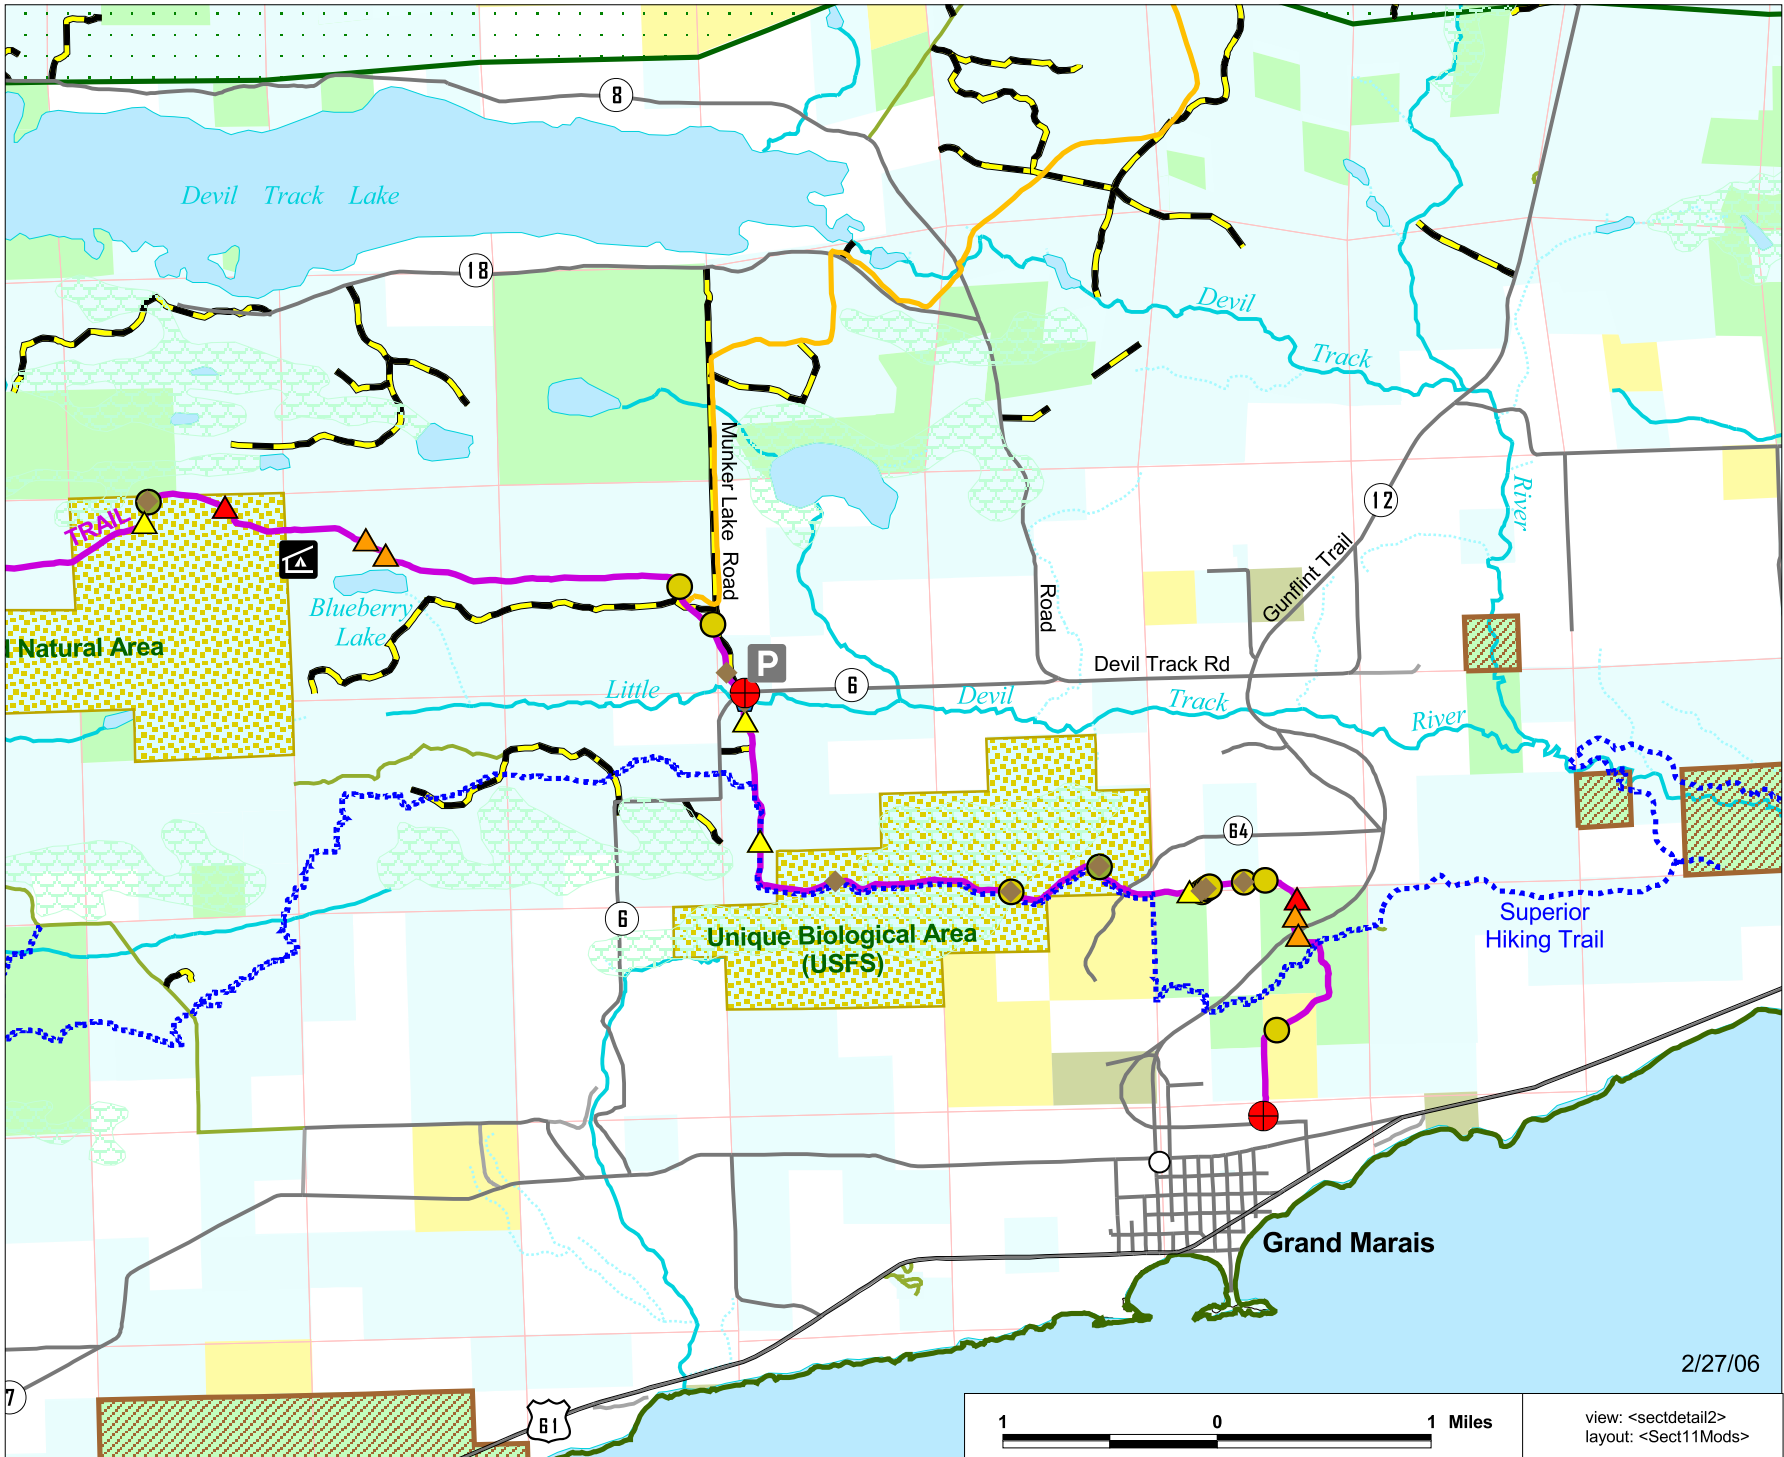 8
Devil Track Lake
18
Devil
Track
Munker Lake Road
12
River
TRAIL
Gunflint Trail
Blueberry
Lake
Road
l Natural Area
P
Devil Track Rd
6
Little
Devil
Track
River
64
6
Superior
Hiking Trail
Unique Biological Area
(USFS)
Grand Marais
2/27/06
7
61
1 0 1 Miles
view: <sectdetail2>
layout: <Sect11Mods>